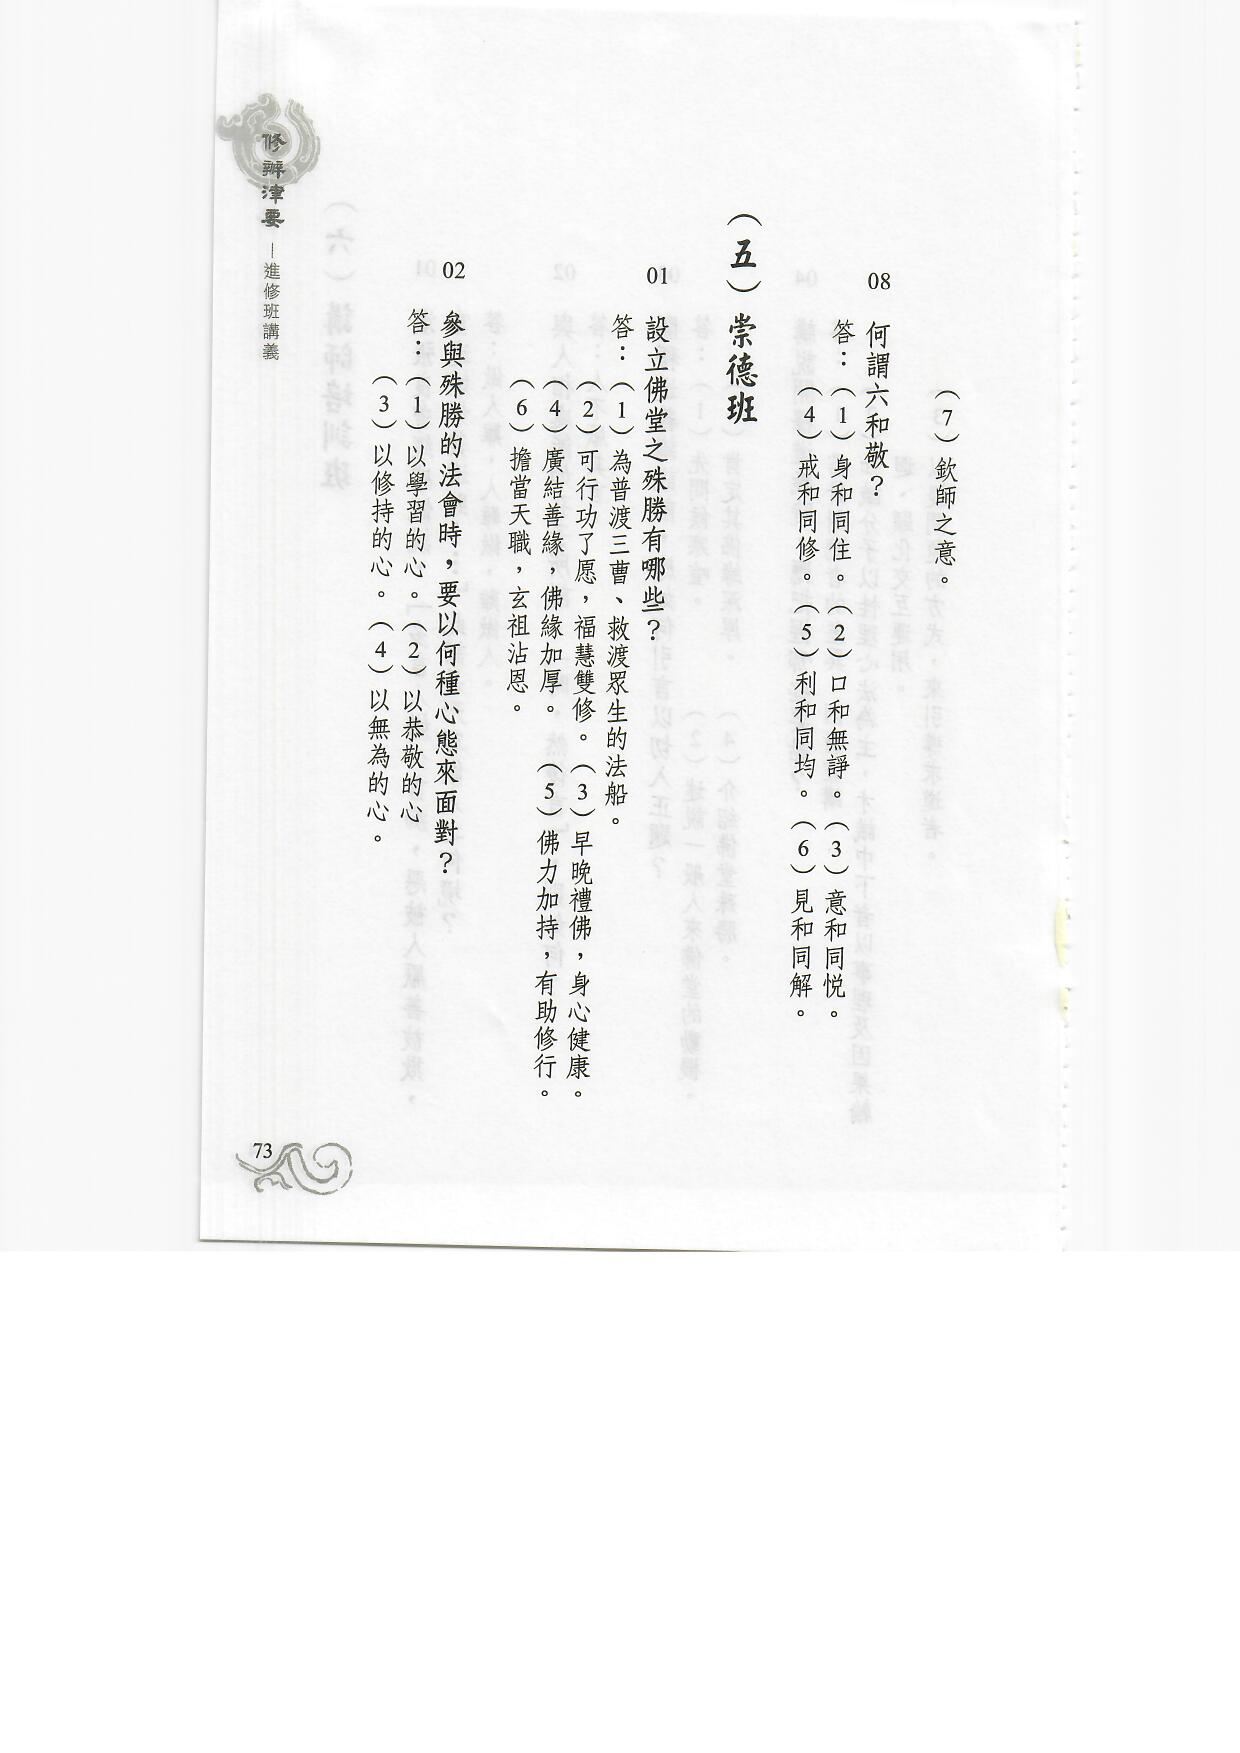 （7）欽師之意。
08 何謂六和敬？
答：（1）身和同住。（2）口和無諍。（3）意和同悦。
（4）戒和同修。（5）利和同均。（6）見和同解。
（五）崇德班
01 設立佛堂之殊勝有哪些？
答：（1）為普渡三曹、救渡眾生的法船。
（2）可行功了愿，福慧雙修。（3）早晚禮佛，身心健康。
（4）廣結善緣，佛緣加厚。（5）佛力加持，有助修行。
（6）擔當天職，玄祖沾恩。
02 參與殊勝的法會時，要以何種心態來面對？
答：（1）以學習的心。（2）以恭敬的心
（3）以修持的心。（4）以無為的心。
修辦津要－進修班講義
73